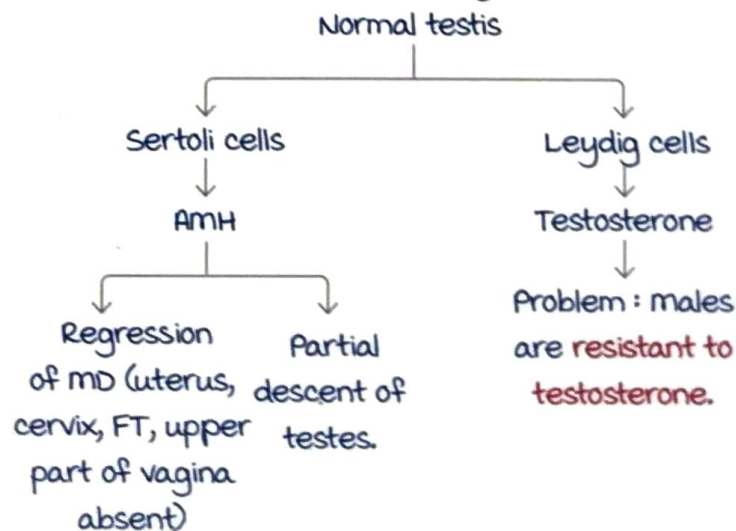 Normal testis
Sertoli cells
Leydig cells
AMH
Testosterone
Regression
of MD (uterus,
cervix, FT, upper
part of vagina
absent)
Partial
descent of
testes.
Problem : males
are resistant to
testosterone.